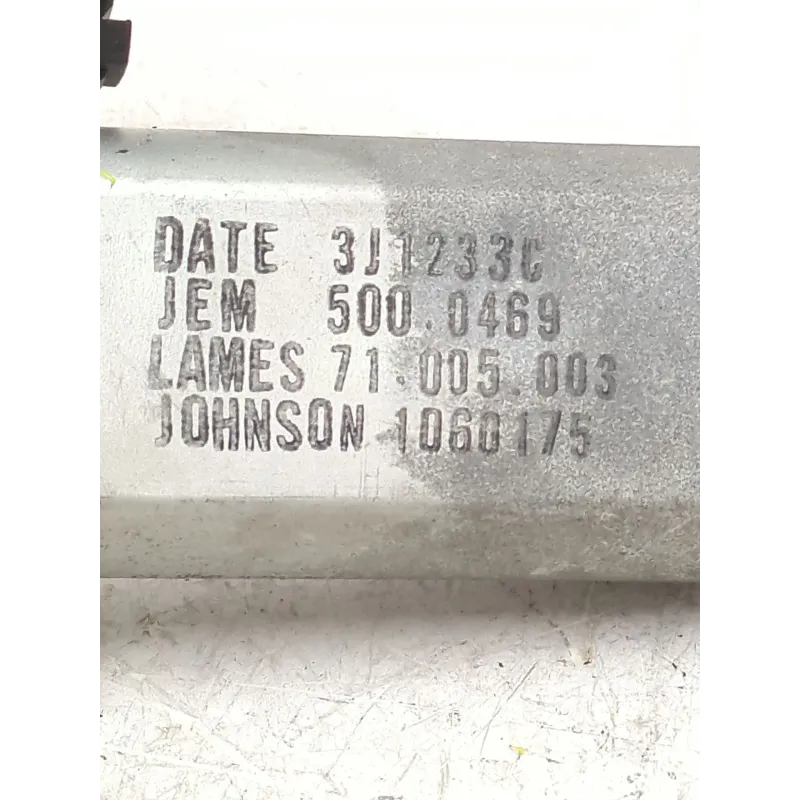 DATE 3J1233C
JEM 500.0469
LAMES 71.005.003
JOHNSON 1060175